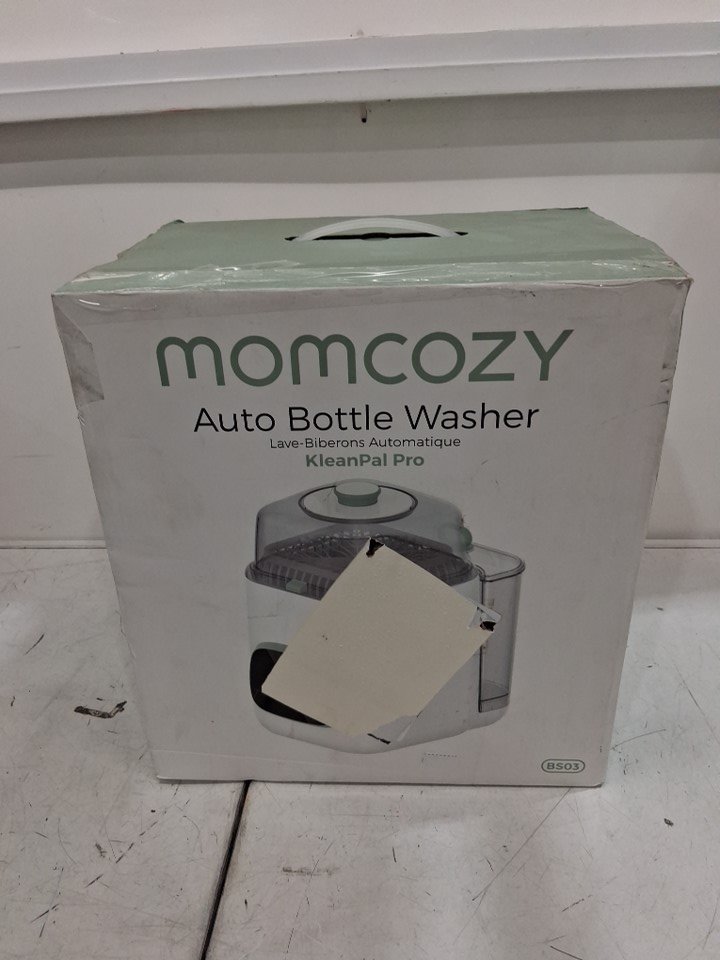 momcozy
Auto Bottle Washer
Lave-Biberons Automatique
KleanPal Pro
BS03